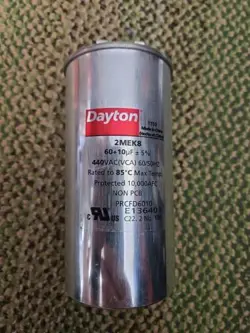 Dayton
2MEK8
60+10µF ± 5%
440VAC(VCA) 60/50HZ
Rated to 85°C Max Temp
Protected 10,000AFC
NON PCB
PRCFD6010